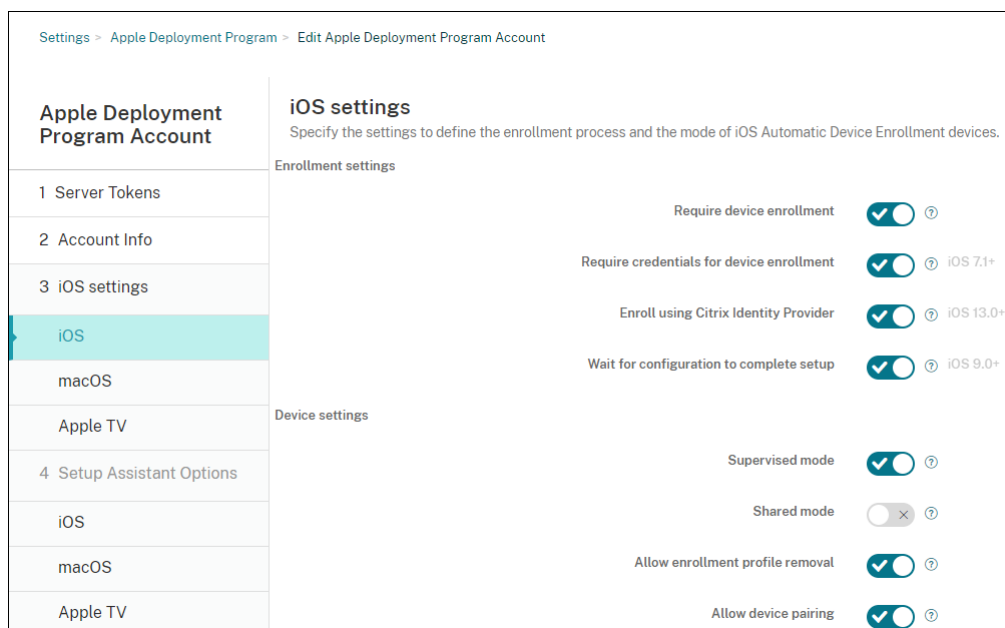 Settings > Apple Deployment Program > Edit Apple Deployment Program Account
Apple Deployment
Program Account
1 Server Tokens
2 Account Info
3 iOS settings
iOS
macOS
Apple TV
4 Setup Assistant Options
iOS
macOS
Apple TV
iOS settings
Specify the settings to define the enrollment process and the mode of iOS Automatic Device Enrollment devices.
Enrollment settings
Require device enrollment
Require credentials for device enrollment iOS 7.1+
Enroll using Citrix Identity Provider iOS 13.0+
Wait for configuration to complete setup iOS 9.0+
Device settings
Supervised mode
Shared mode
Allow enrollment profile removal
Allow device pairing